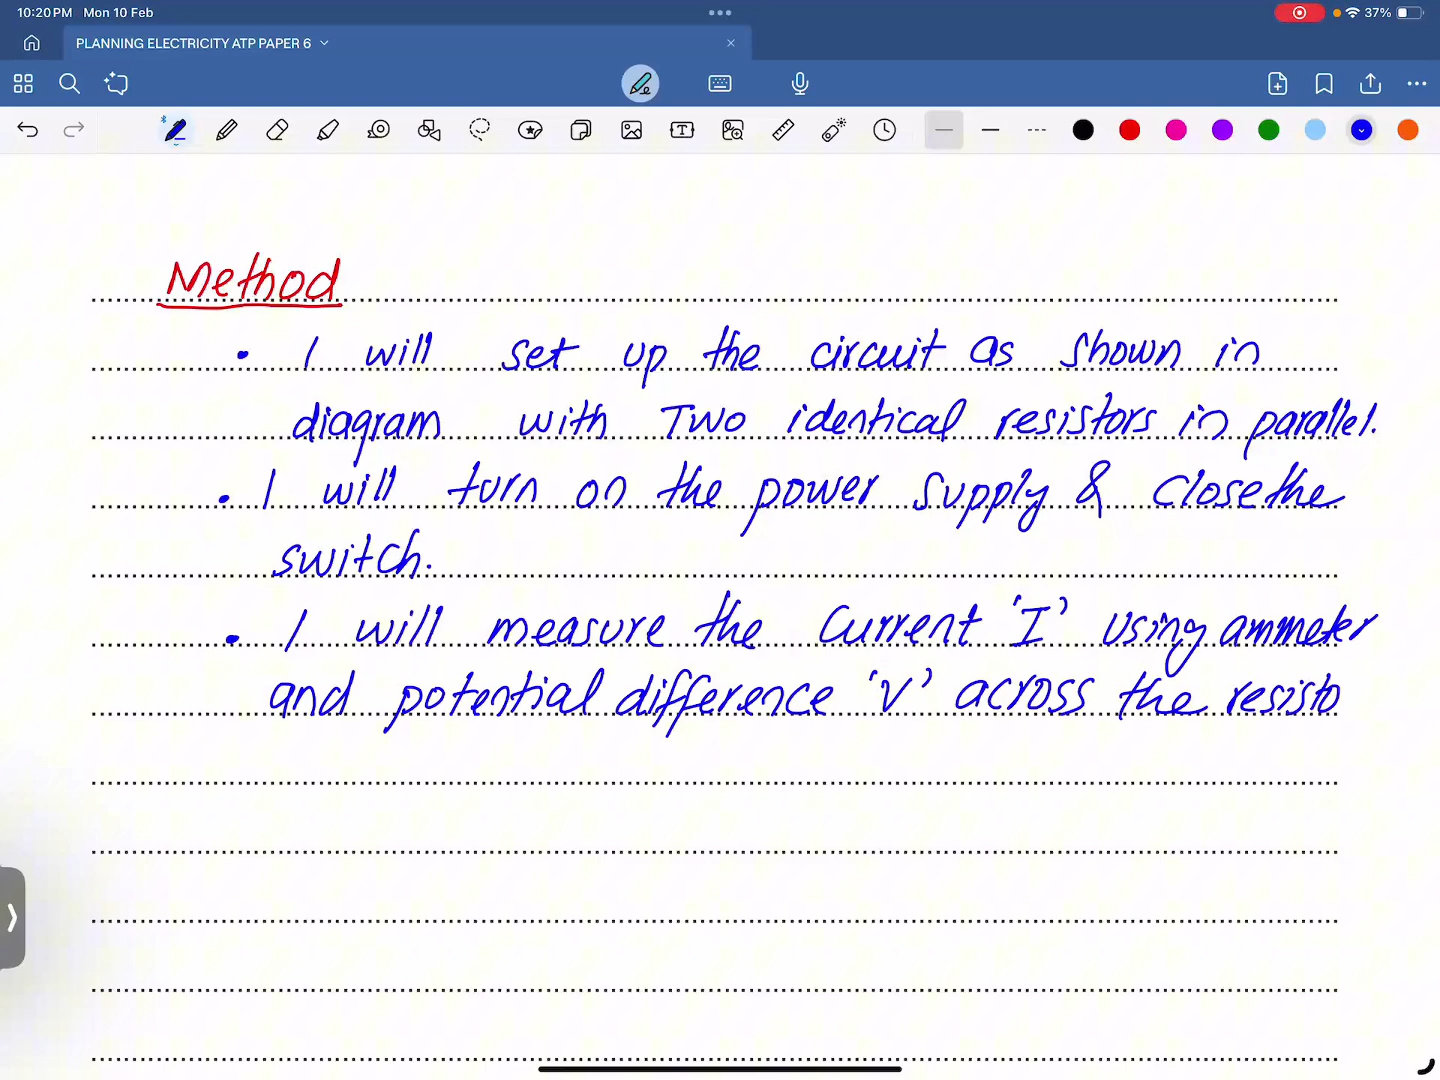 10:20 PM Mon 10 Feb
37%
PLANNING ELECTRICITY ATP PAPER 6
Method
• I will set up the circuit as shown in
diagram with Two identical resistors in parallel.
• I will turn on the power supply & close the
switch.
• I will measure the Current 'I' using ammeter
and potential difference 'V' across the resisto